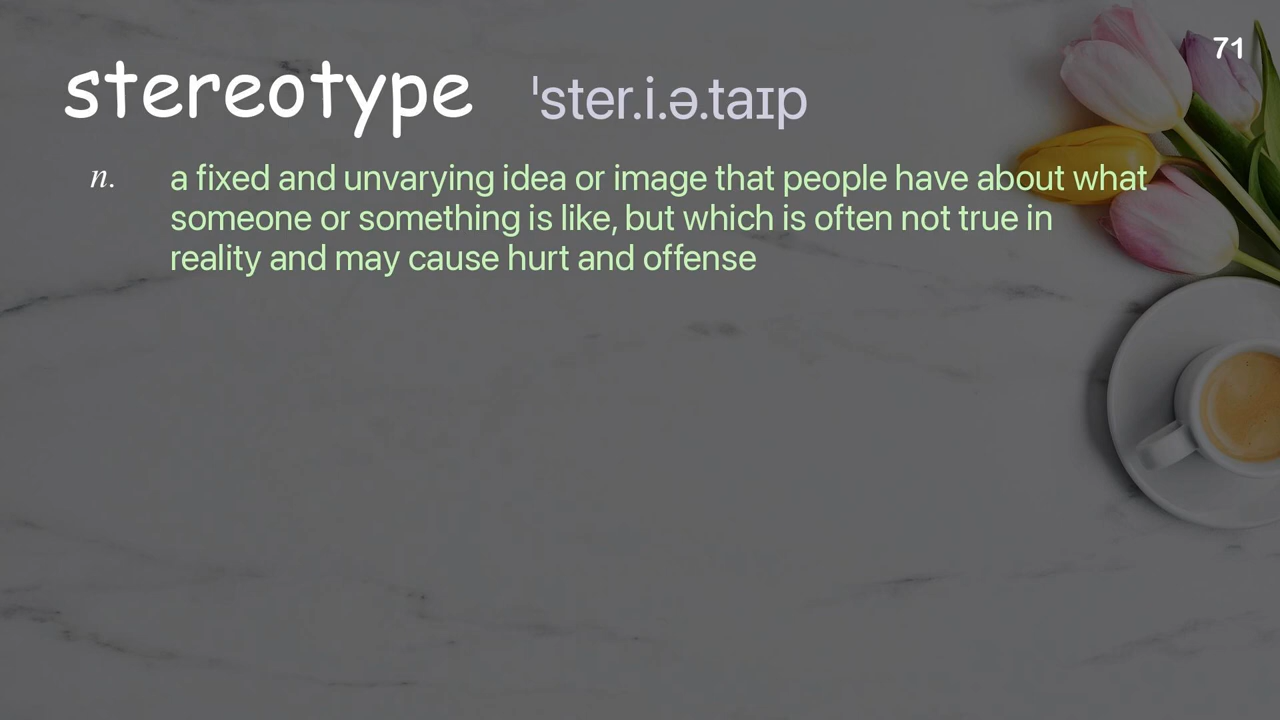 71
stereotype ˈster.i.ə.taɪp
n. a fixed and unvarying idea or image that people have about what
someone or something is like, but which is often not true in
reality and may cause hurt and offense